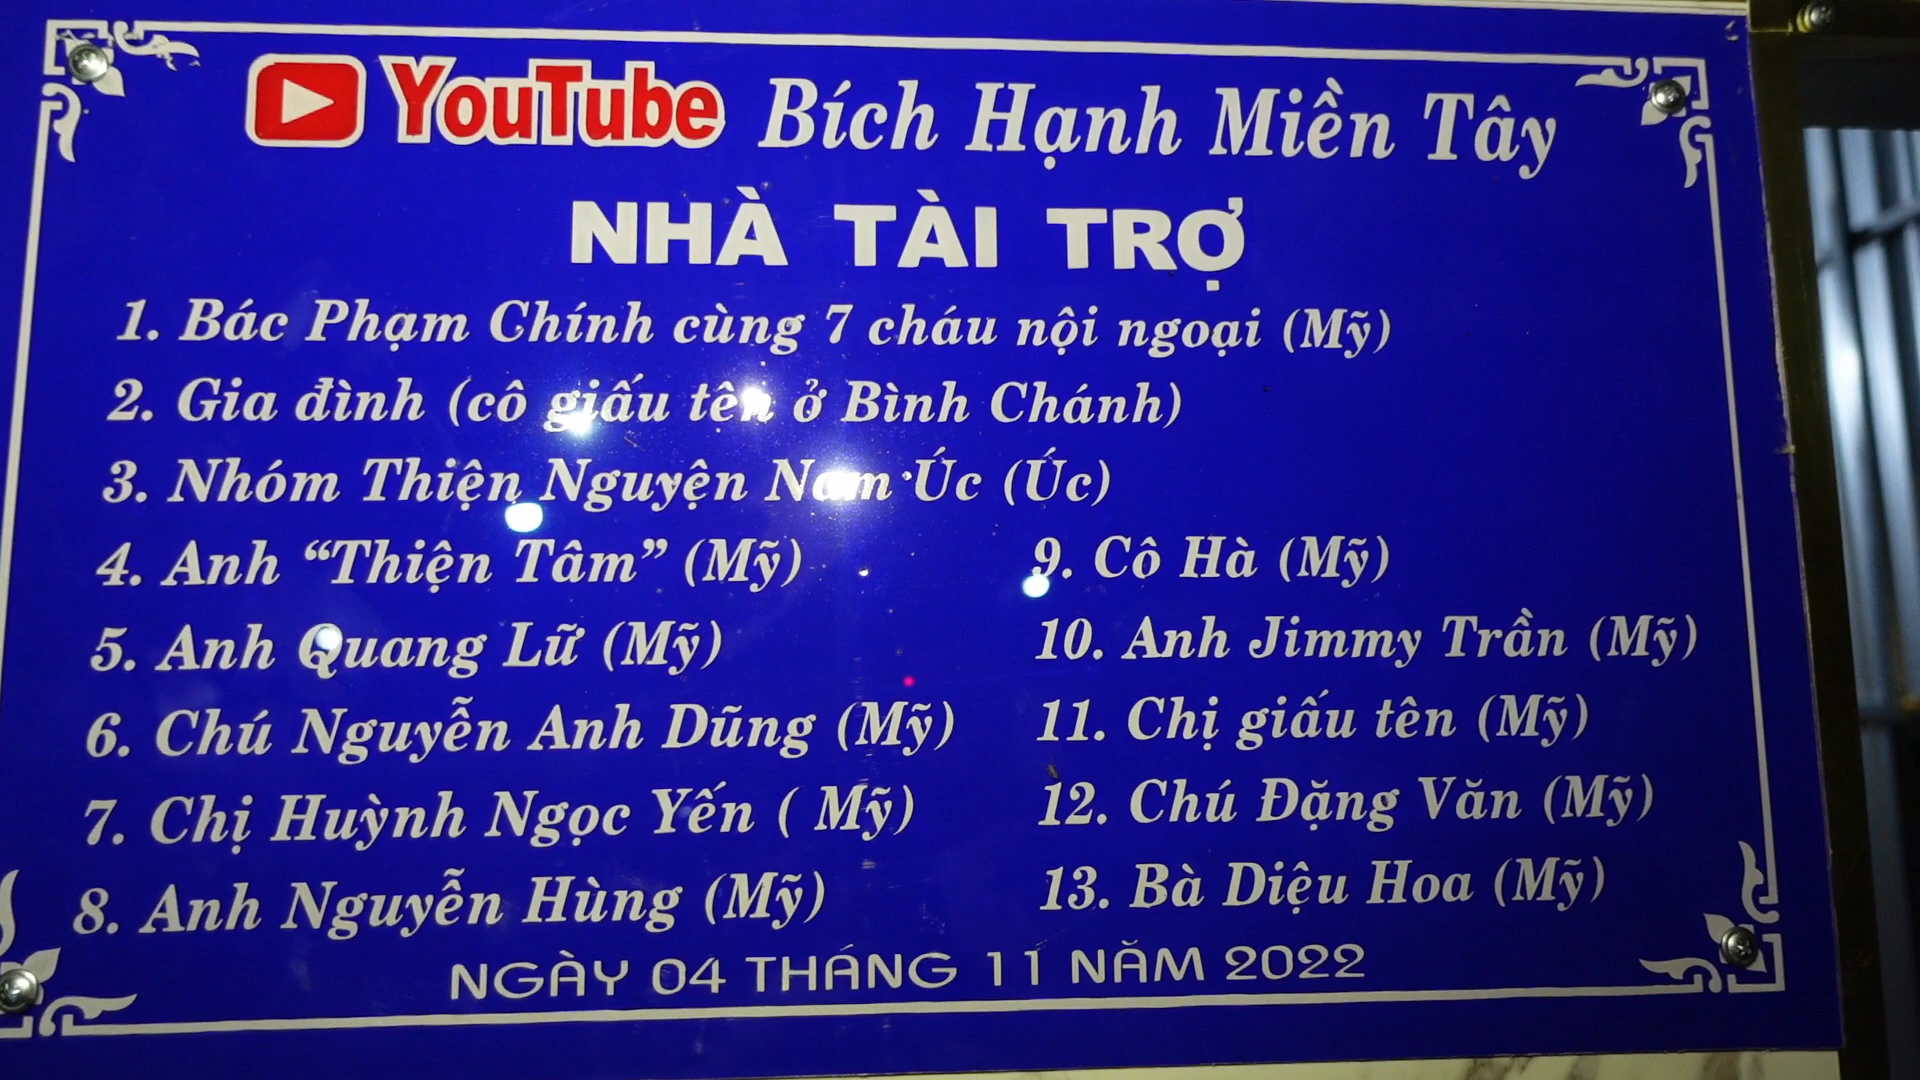 YouTube Bích Hạnh Miền Tây
NHÀ TÀI TRỢ
1. Bác Phạm Chính cùng 7 cháu nội ngoại (Mỹ)
2. Gia đình (cô giấu tên ở Bình Chánh)
3. Nhóm Thiện Nguyện Nam Úc (Úc)
4. Anh “Thiện Tâm” (Mỹ)
5. Anh Quang Lữ (Mỹ)
6. Chú Nguyễn Anh Dũng (Mỹ)
7. Chị Huỳnh Ngọc Yến ( Mỹ)
8. Anh Nguyễn Hùng (Mỹ)
9. Cô Hà (Mỹ)
10. Anh Jimmy Trần (Mỹ)
11. Chị giấu tên (Mỹ)
12. Chú Đặng Văn (Mỹ)
13. Bà Diệu Hoa (Mỹ)
NGÀY 04 THÁNG 11 NĂM 2022